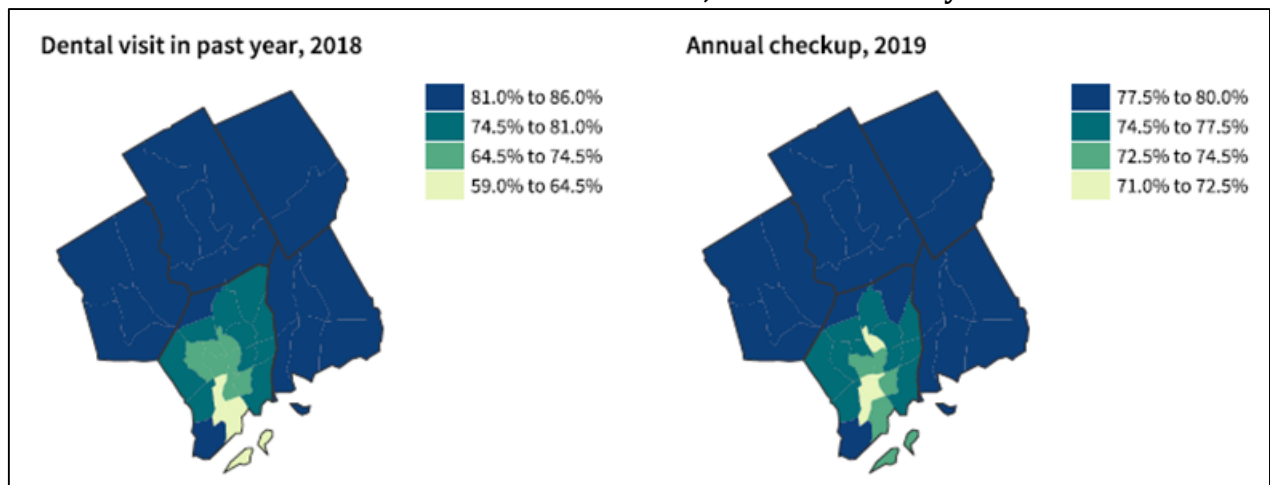 Dental visit in past year, 2018
81.0% to 86.0%
74.5% to 81.0%
64.5% to 74.5%
59.0% to 64.5%
Annual checkup, 2019
77.5% to 80.0%
74.5% to 77.5%
72.5% to 74.5%
71.0% to 72.5%